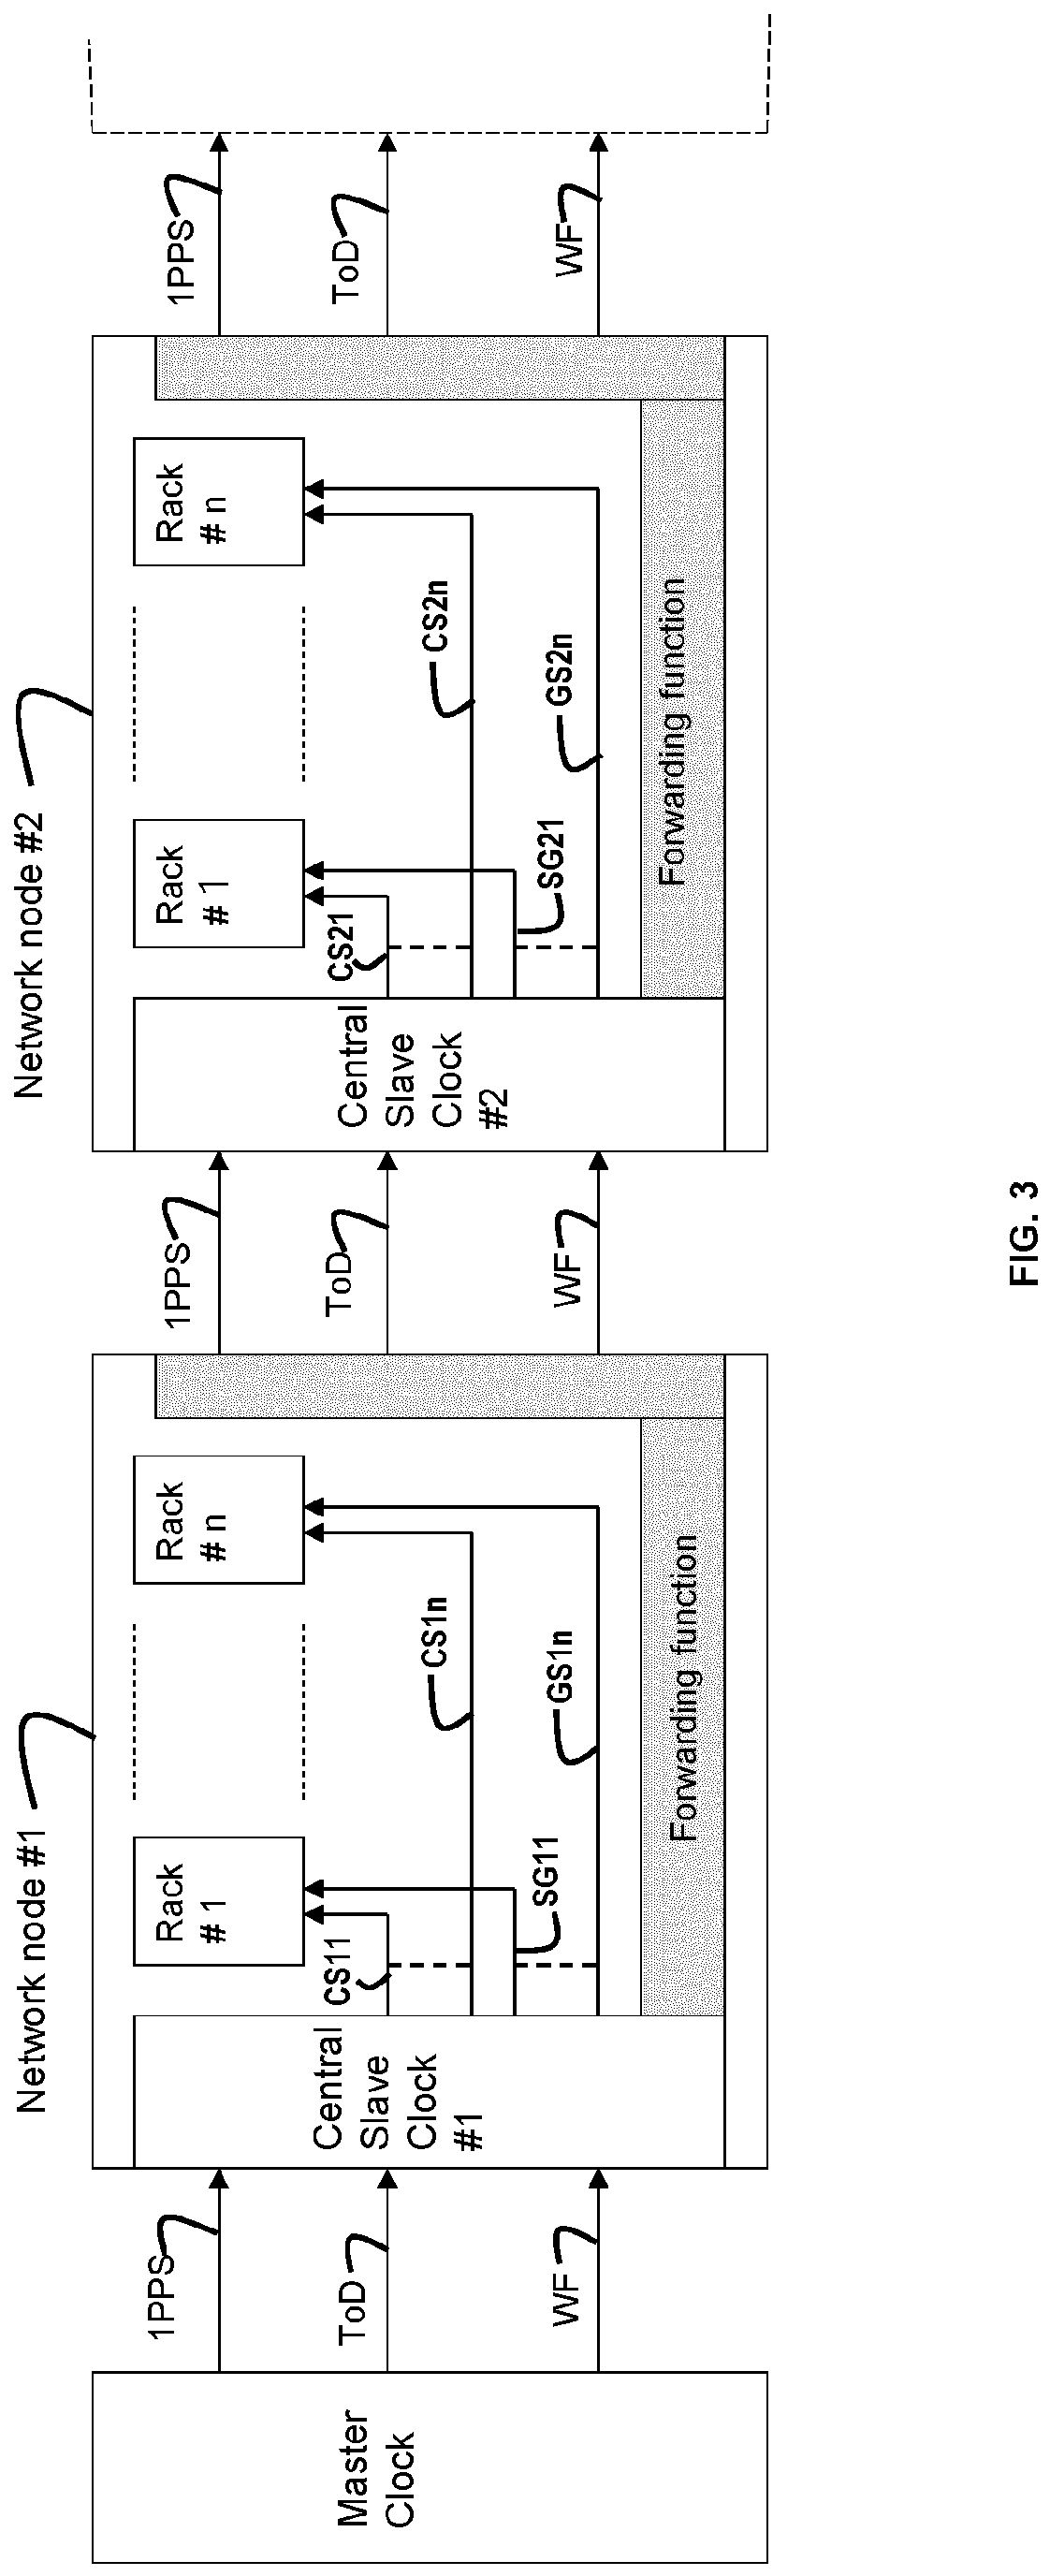 Network node #1
Network node #2
Master
Clock
1PPS
ToD
WF
Central
Slave
Clock
#1
Rack
# 1
Rack
# n
CS11
SG11
CS1n
GS1n
Forwarding function
1PPS
ToD
WF
Central
Slave
Clock
#2
Rack
# 1
Rack
# n
CS21
SG21
CS2n
GS2n
Forwarding function
1PPS
ToD
WF
FIG. 3